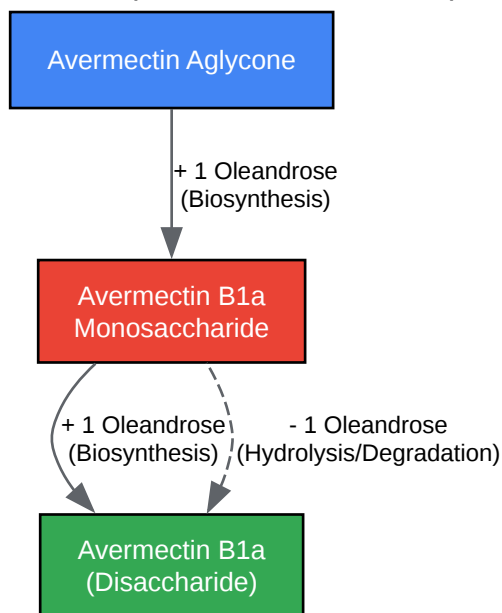 Avermectin Aglycone
+ 1 Oleandrose
(Biosynthesis)
Avermectin B1a
Monosaccharide
+ 1 Oleandrose
(Biosynthesis)
- 1 Oleandrose
(Hydrolysis/Degradation)
Avermectin B1a
(Disaccharide)